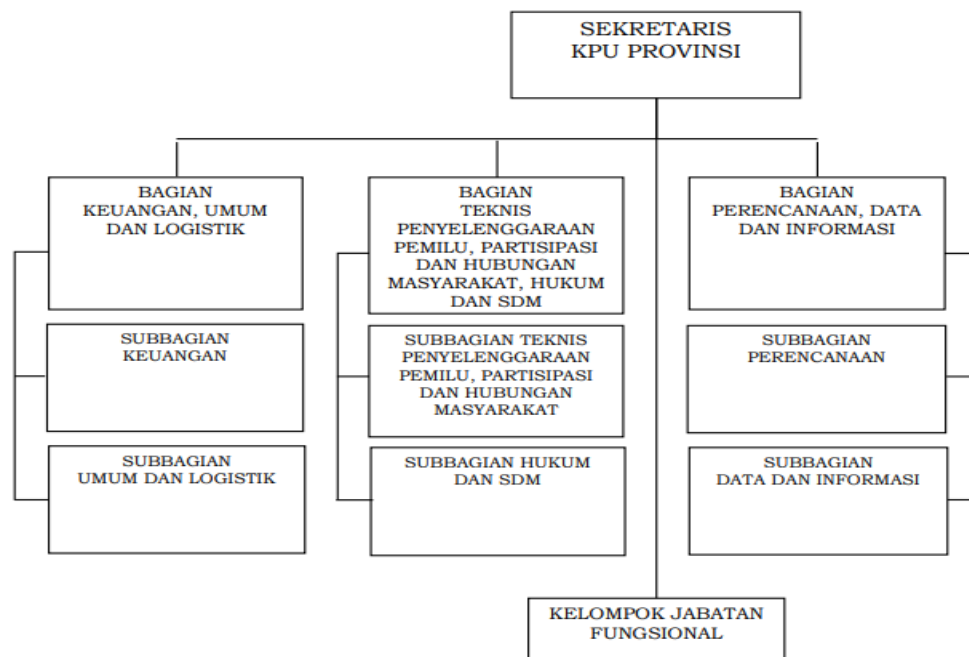 SEKRETARIS
KPU PROVINSI
BAGIAN
KEUANGAN, UMUM
DAN LOGISTIK
BAGIAN
TEKNIS
PENYELENGGARAAN
PEMILU, PARTISIPASI
DAN HUBUNGAN
MASYARAKAT, HUKUM
DAN SDM
BAGIAN
PERENCANAAN, DATA
DAN INFORMASI
SUBBAGIAN
KEUANGAN
SUBBAGIAN TEKNIS
PENYELENGGARAAN
PEMILU, PARTISIPASI
DAN HUBUNGAN
MASYARAKAT
SUBBAGIAN
PERENCANAAN
SUBBAGIAN
UMUM DAN LOGISTIK
SUBBAGIAN HUKUM
DAN SDM
SUBBAGIAN
DATA DAN INFORMASI
KELOMPOK JABATAN
FUNGSIONAL